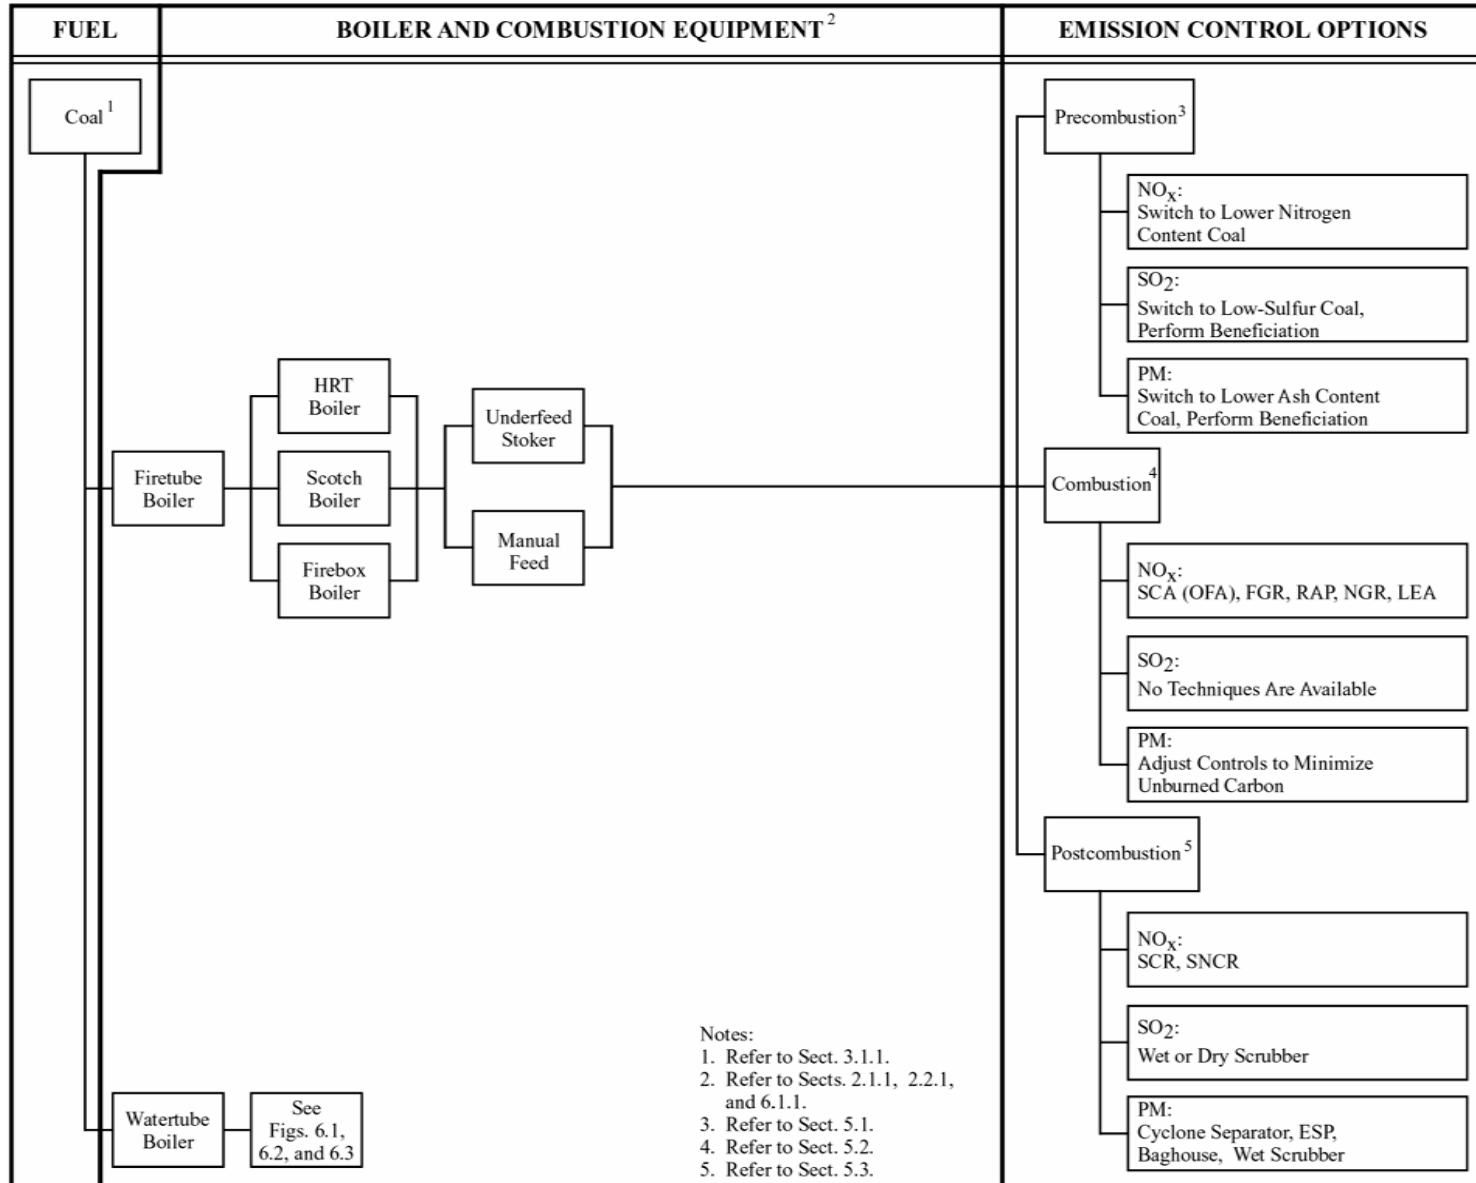 FUEL
BOILER AND COMBUSTION EQUIPMENT 2
EMISSION CONTROL OPTIONS
Coal 1
Firetube
Boiler
HRT
Boiler
Scotch
Boiler
Firebox
Boiler
Underfeed
Stoker
Manual
Feed
Watertube
Boiler
See
Figs. 6.1,
6.2, and 6.3
Notes:
1. Refer to Sect. 3.1.1.
2. Refer to Sects. 2.1.1, 2.2.1,
and 6.1.1.
3. Refer to Sect. 5.1.
4. Refer to Sect. 5.2.
5. Refer to Sect. 5.3.
Precombustion 3
NOx:
Switch to Lower Nitrogen
Content Coal
SO2:
Switch to Low-Sulfur Coal,
Perform Beneficiation
PM:
Switch to Lower Ash Content
Coal, Perform Beneficiation
Combustion 4
NOx:
SCA (OFA), FGR, RAP, NGR, LEA
SO2:
No Techniques Are Available
PM:
Adjust Controls to Minimize
Unburned Carbon
Postcombustion 5
NOx:
SCR, SNCR
SO2:
Wet or Dry Scrubber
PM:
Cyclone Separator, ESP,
Baghouse, Wet Scrubber